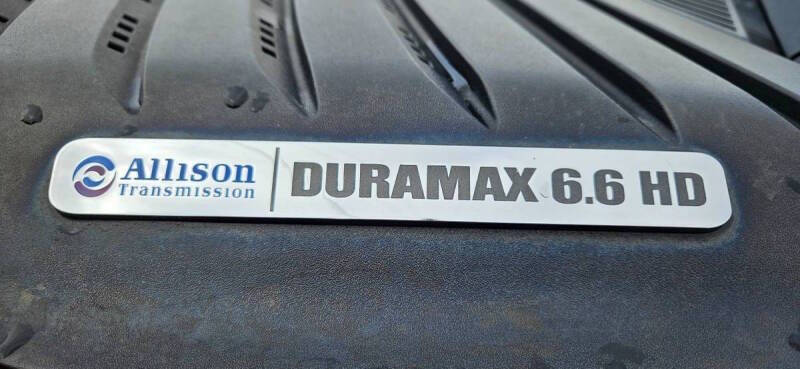 Allison
Transmission
DURAMAX 6.6 HD